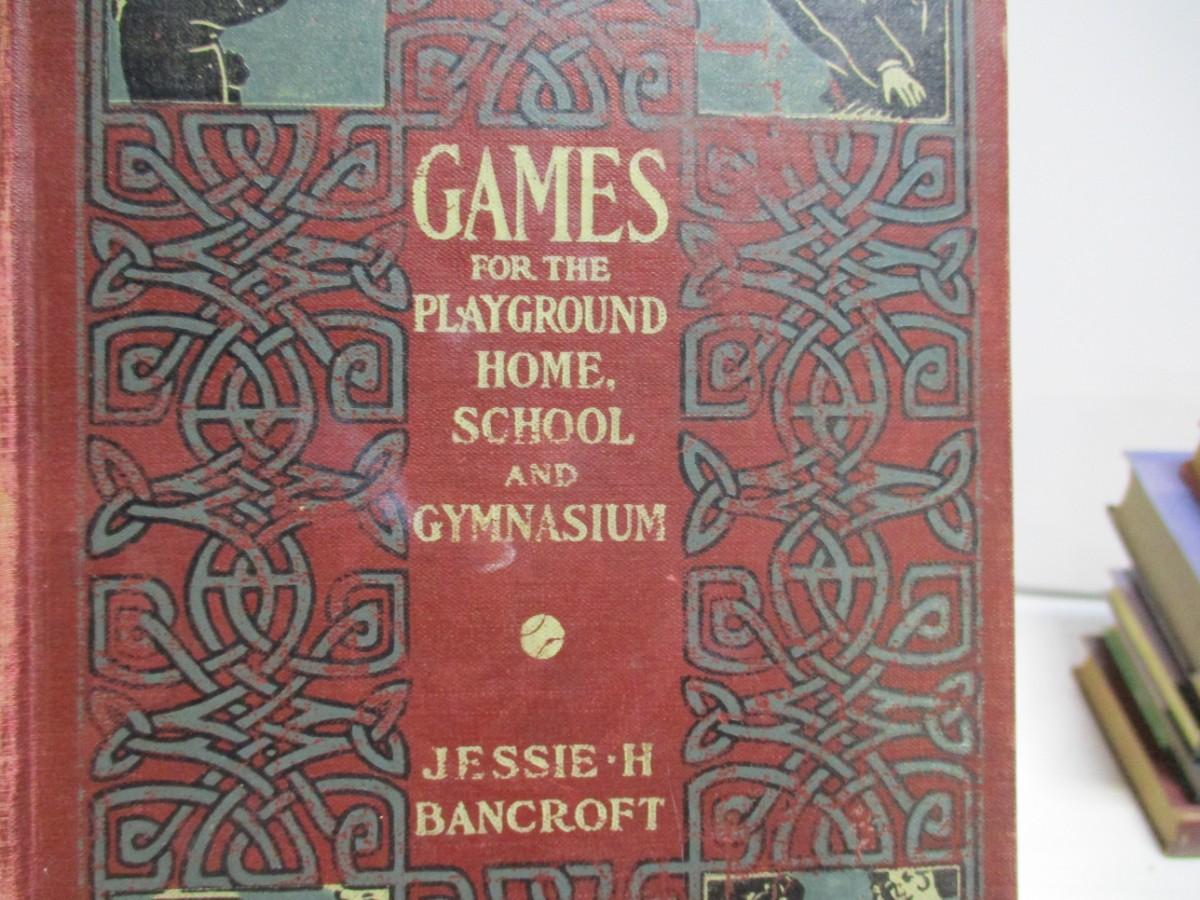 GAMES
FOR THE
PLAYGROUND
HOME,
SCHOOL
AND
GYMNASIUM
JESSIE · H
BANCROFT